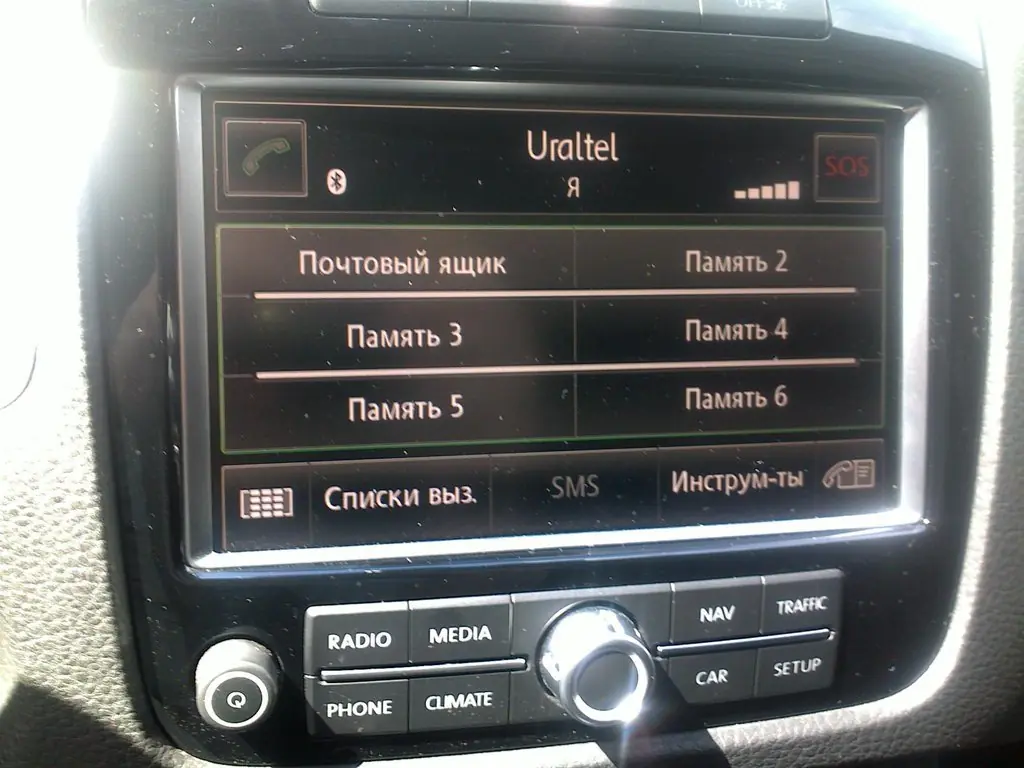 OFF
Uraltel
SOS
Я
Почтовый ящик
Память 2
Память 3
Память 4
Память 5
Память 6
Списки выз.
SMS
Инструм-ты
RADIO
MEDIA
NAV
TRAFFIC
PHONE
CLIMATE
CAR
SETUP